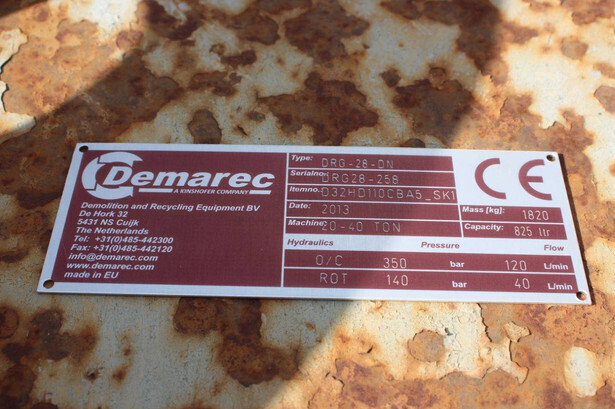 Demarec
A KINSHOFER COMPANY
Demolition and Recycling Equipment BV
De Hork 32
5431 NS Cuijk
The Netherlands
Tel: +31(0)485-442300
Fax: +31(0)485-442120
info@demarec.com
www.demarec.com
made in EU
Type: DRG-28-DN
Serialno: DRG28-258
Itemno.: D32HD110CBA5_SK1
Date: 2013
Machine: 20-40 TON
CE
Mass [kg]: 1820
Capacity: 825 ltr
Hydraulics Pressure Flow
O/C 350 bar 120 L/min
ROT 140 bar 40 L/min